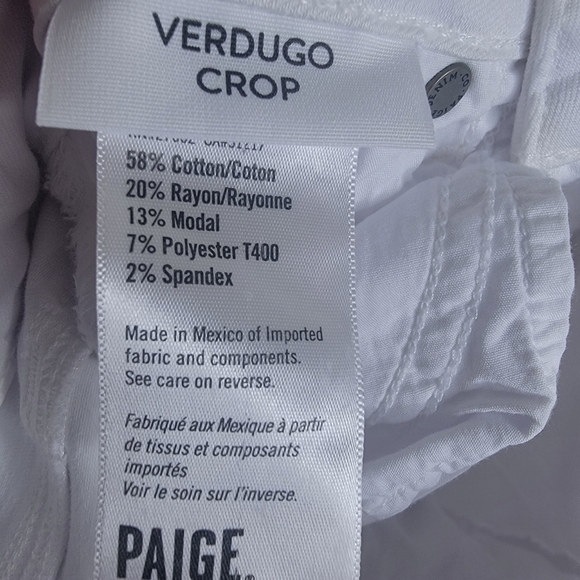 VERDUGO
CROP
58% Cotton/Coton
20% Rayon/Rayonne
13% Modal
7% Polyester T400
2% Spandex
Made in Mexico of Imported
fabric and components.
See care on reverse.
Fabriqué aux Mexique à partir
de tissus et composants
importés
Voir le soin sur l'inverse.
PAIGE